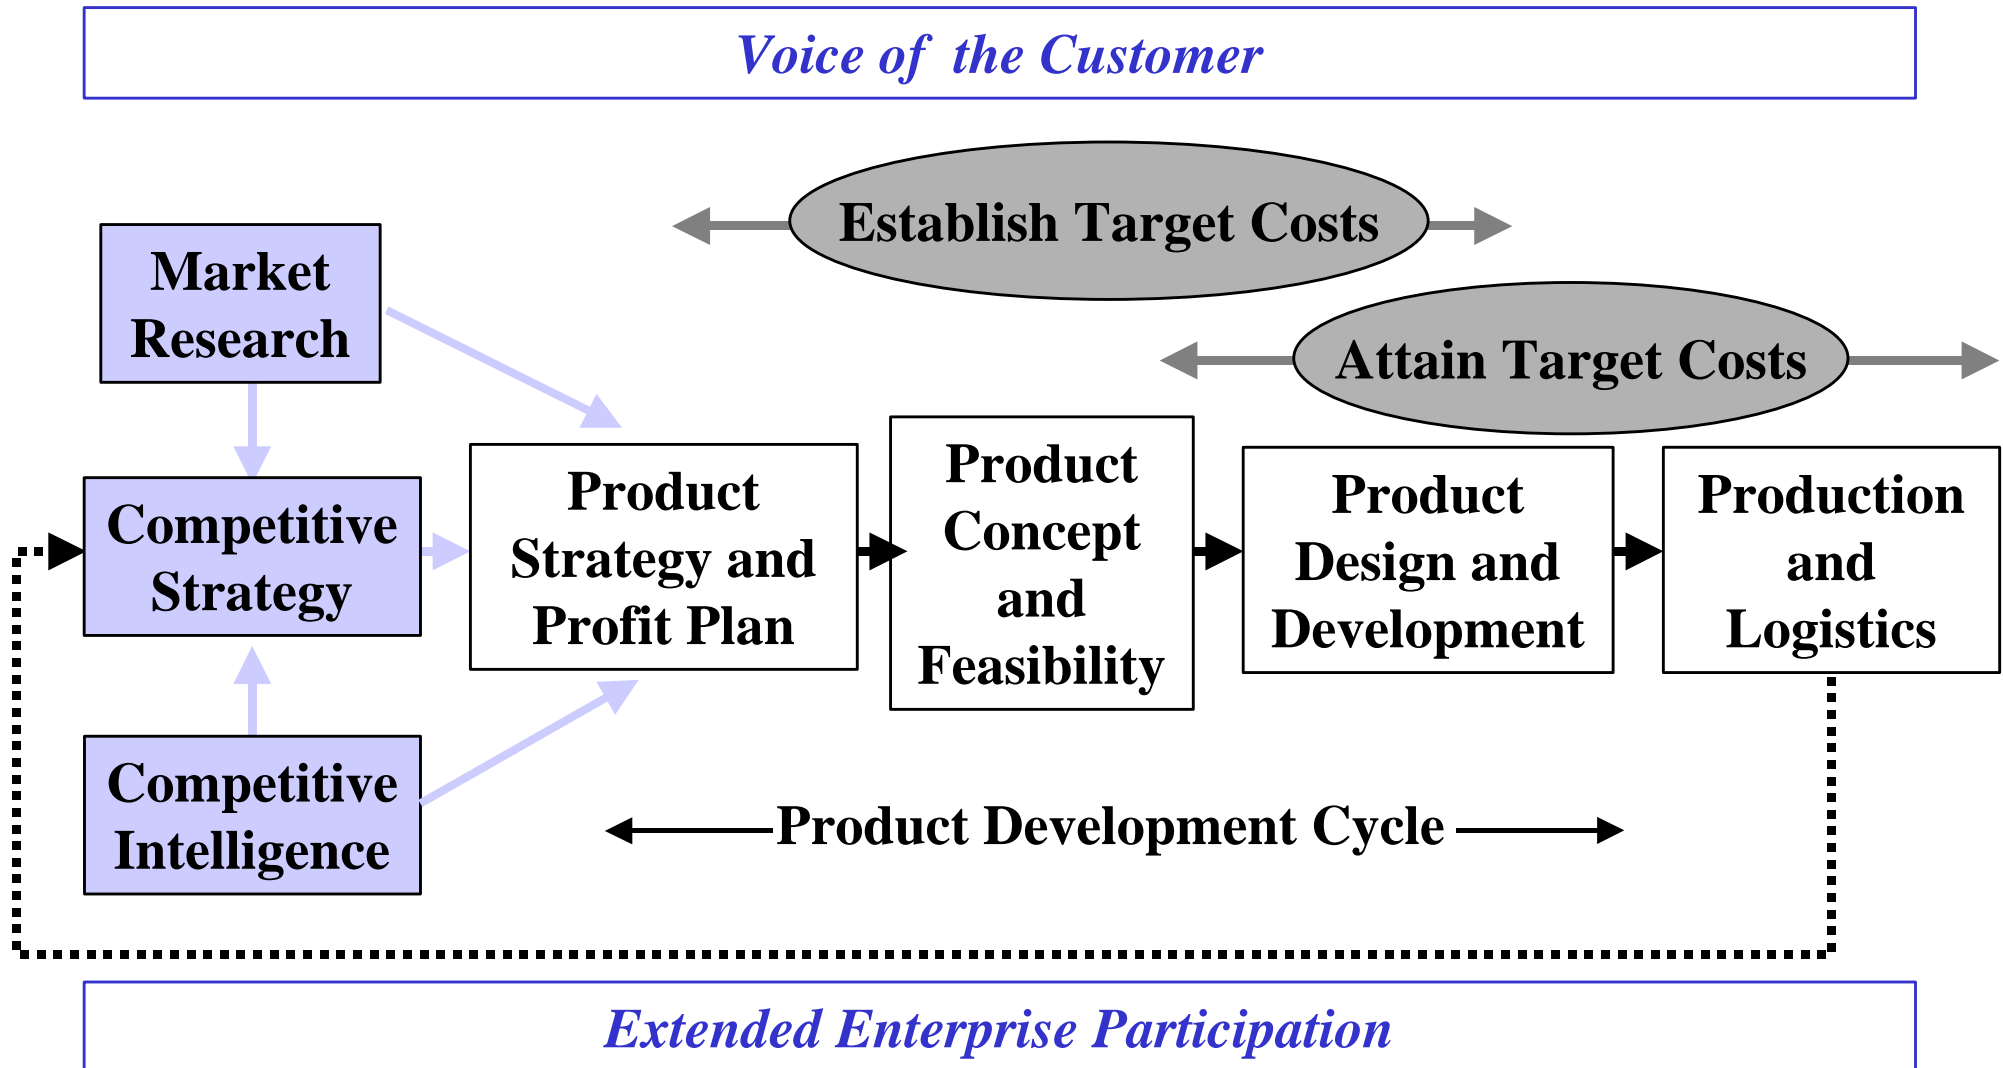 Voice of the Customer
Establish Target Costs
Market
Research
Attain Target Costs
Competitive
Strategy
Product
Strategy and
Profit Plan
Product
Concept
and
Feasibility
Product
Design and
Development
Production
and
Logistics
Competitive
Intelligence
Product Development Cycle
Extended Enterprise Participation